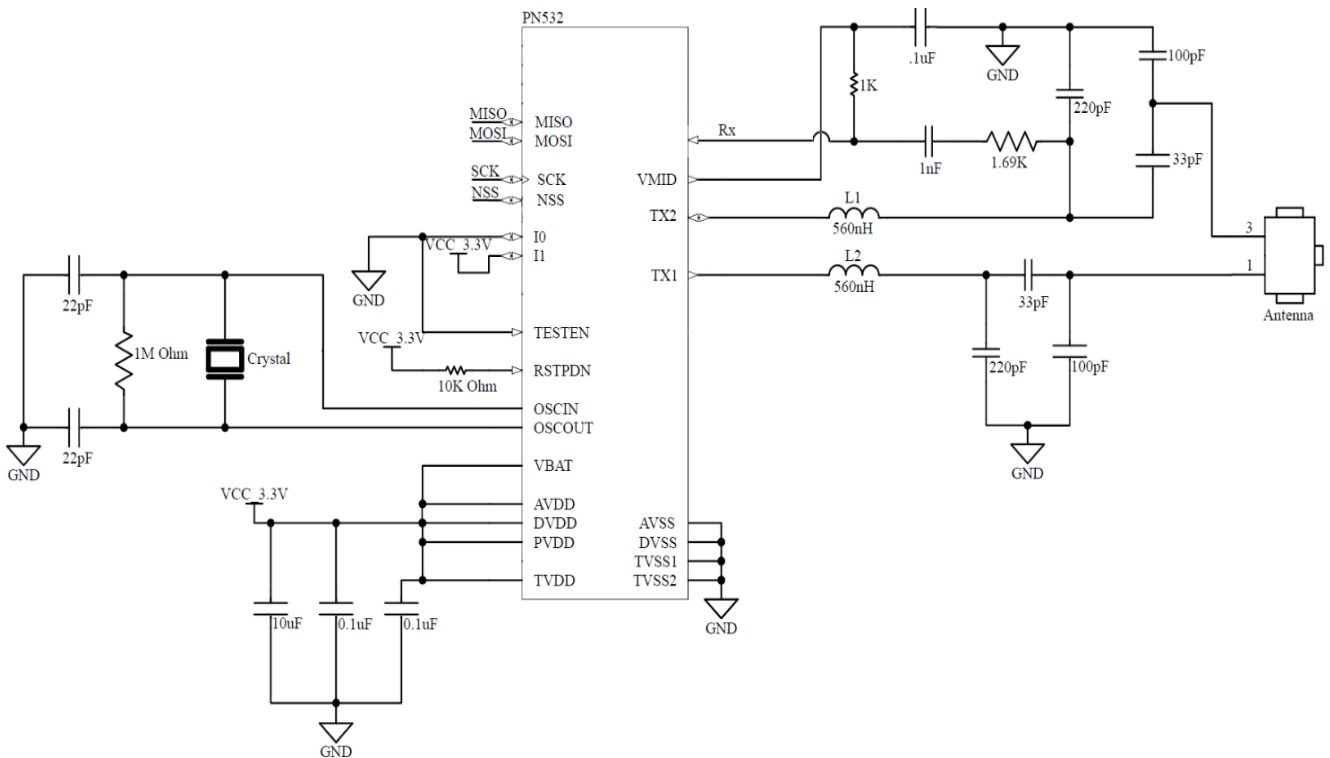 PN532
MISO
MISO
MOSI
MOSI
SCK
SCK
NSS
NSS
I0
VCC_3.3V
I1
GND
22pF
1M Ohm
Crystal
22pF
GND
TESTEN
VCC_3.3V
10K Ohm
RSTPDN
OSCIN
OSCOUT
VBAT
VCC_3.3V
AVDD
DVDD
PVDD
TVDD
10uF
0.1uF
0.1uF
GND
.1uF
GND
100pF
1K
220pF
Rx
1nF
1.69K
33pF
VMID
L1
TX2
560nH
L2
TX1
560nH
33pF
220pF
100pF
GND
3
1
Antenna
AVSS
DVSS
TVSS1
TVSS2
GND